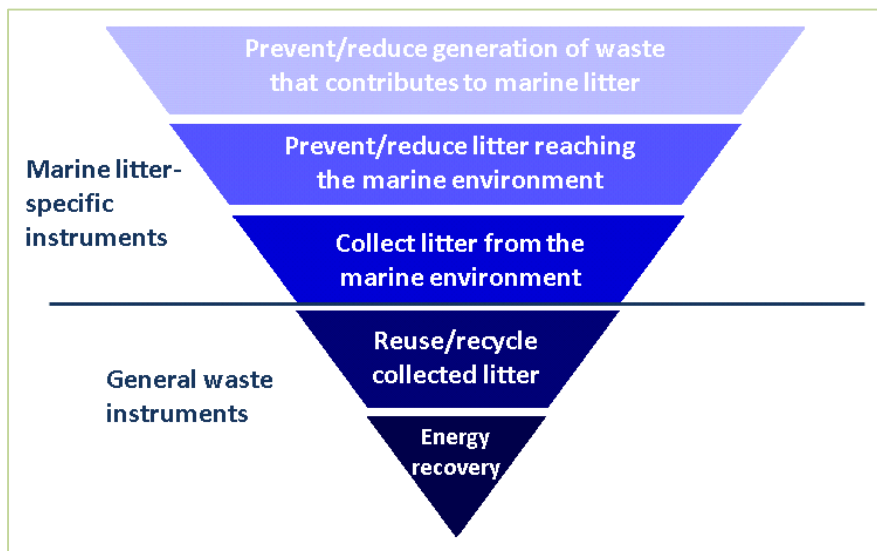 Prevent/reduce generation of waste
that contributes to marine litter
Prevent/reduce litter reaching
the marine environment
Marine litter-
specific
instruments
Collect litter from the
marine environment
Reuse/recycle
collected litter
General waste
instruments
Energy
recovery